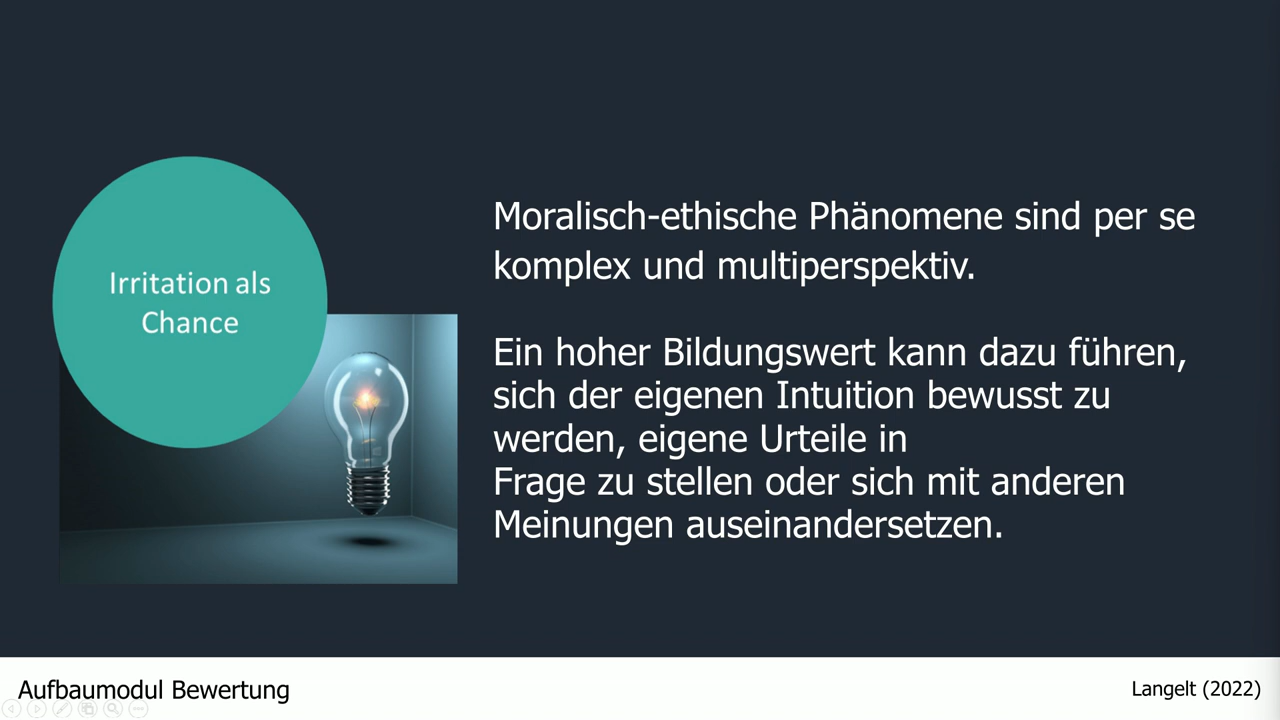 Irritation als
Chance
Moralisch-ethische Phänomene sind per se
komplex und multiperspektiv.
Ein hoher Bildungswert kann dazu führen,
sich der eigenen Intuition bewusst zu
werden, eigene Urteile in
Frage zu stellen oder sich mit anderen
Meinungen auseinandersetzen.
Aufbaumodul Bewertung
Langelt (2022)